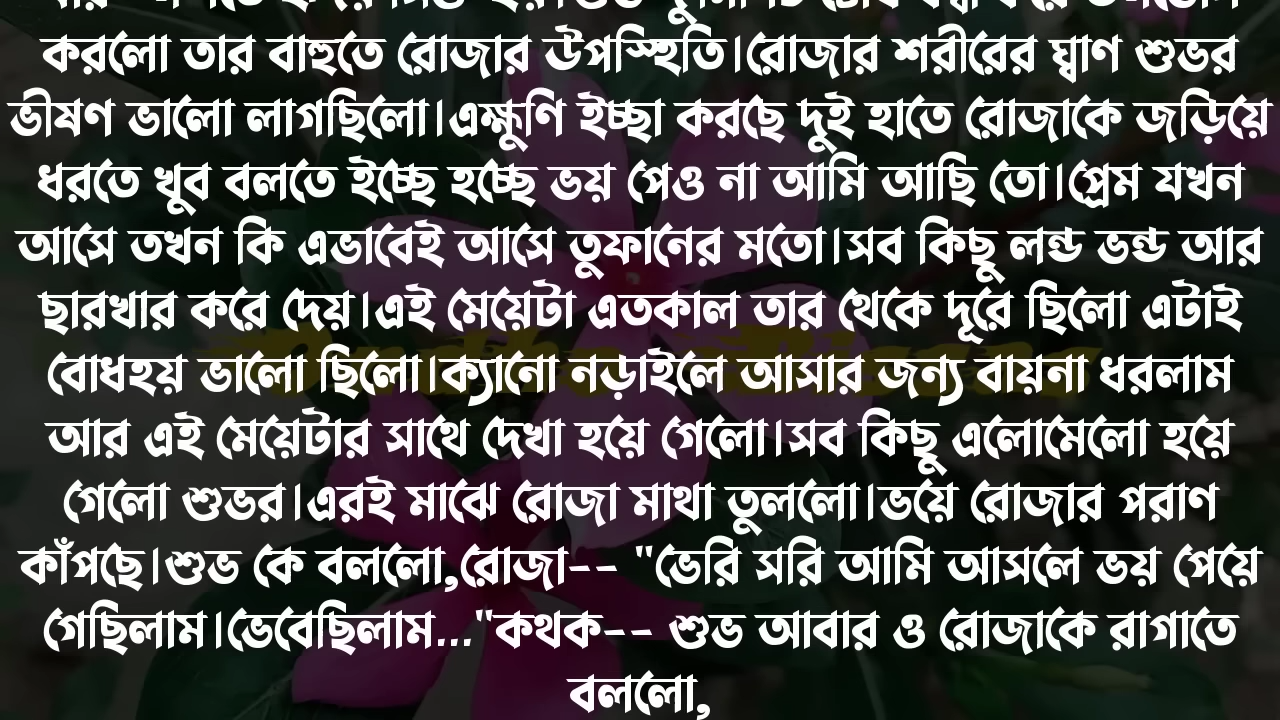 করলো তার বাহুতে রোজার উপস্হিতি।রোজার শরীরের ঘ্বাণ শুভর
ভীষণ ভালো লাগছিলো।এক্ষুণি ইচ্ছা করছে দুই হাতে রোজাকে জড়িয়ে
ধরতে খুব বলতে ইচ্ছে হচ্ছে ভয় পেও না আমি আছি তো।প্রেম যখন
আসে তখন কি এভাবেই আসে তুফানের মতো।সব কিছু লন্ড ভন্ড আর
ছারখার করে দেয়।এই মেয়েটা এতকাল তার থেকে দূরে ছিলো এটাই
বোধহয় ভালো ছিলো।ক্যানো নড়াইলে আসার জন্য বায়না ধরলাম
আর এই মেয়েটার সাথে দেখা হয়ে গেলো।সব কিছু এলোমেলো হয়ে
গেলো শুভর।এরই মাঝে রোজা মাথা তুললো।ভয়ে রোজার পরাণ
কাঁপছে।শুভ কে বললো,রোজা-- "ভেরি সরি আমি আসলে ভয় পেয়ে
গেছিলাম।ভেবেছিলাম..."কথক-- শুভ আবার ও রোজাকে রাগাতে
বললো,